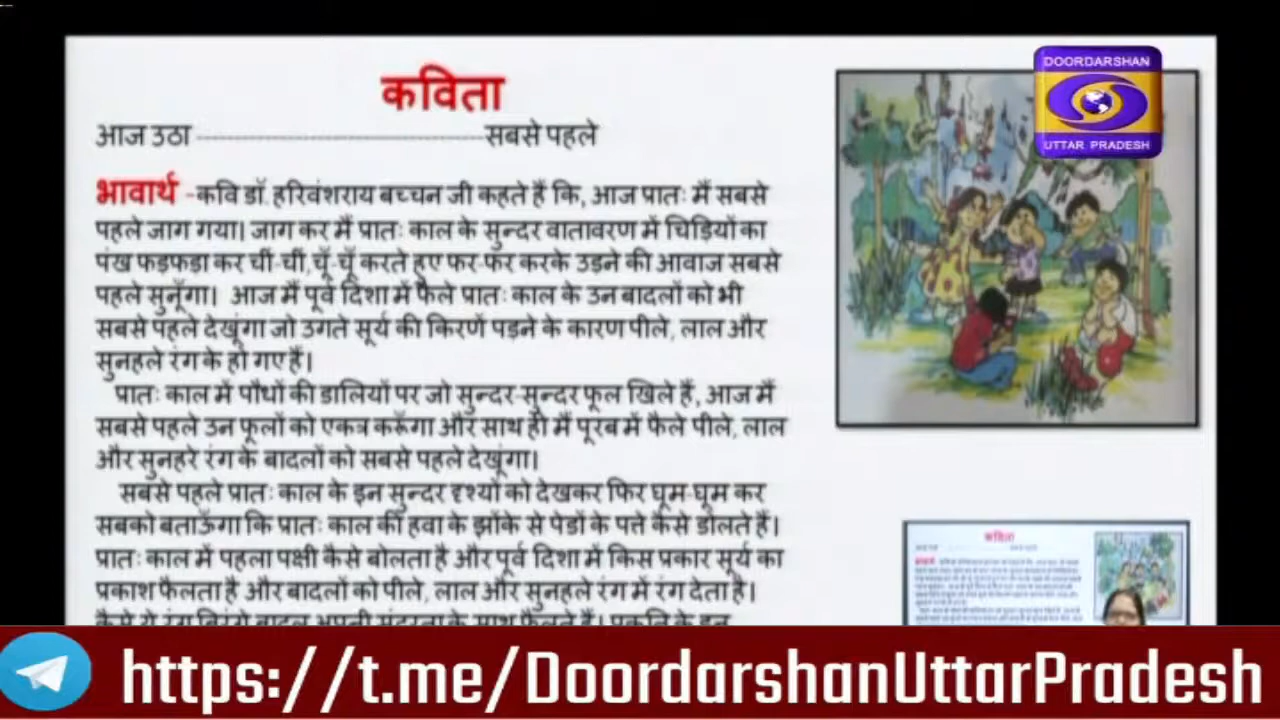 कविता
आज उठा ------------------------------------------------सबसे पहले
भावार्थ -कवि डॉ. हरिवंशराय बच्चन जी कहते हैं कि, आज प्रातः मैं सबसे
पहले जाग गया। जाग कर मैं प्रातः काल के सुन्दर वातावरण में चिड़ियों का
पंख फड़फड़ा कर चीं-चीं,चूँ-चूँ करते हुए फर-फर करके उड़ने की आवाज सबसे
पहले सुनूँगा। आज मैं पूर्व दिशा में फैले प्रातः काल के उन बादलों को भी
सबसे पहले देखूंगा जो उगते सूर्य की किरणें पड़ने के कारण पीले, लाल और
सुनहले रंग के हो गए हैं।
प्रातः काल में पौधों की डालियों पर जो सुन्दर-सुन्दर फूल खिले हैं, आज मैं
सबसे पहले उन फूलों को एकत्र करूँगा और साथ ही मैं पूरब में फैले पीले, लाल
और सुनहरे रंग के बादलों को सबसे पहले देखूंगा।
सबसे पहले प्रातः काल के इन सुन्दर दृश्यों को देखकर फिर घूम-घूम कर
सबको बताऊँगा कि प्रातः काल की हवा के झोंके से पेडों के पत्ते कैसे डोलते हैं।
प्रातः काल में पहला पक्षी कैसे बोलता है और पूर्व दिशा में किस प्रकार सूर्य का
प्रकाश फैलता है और बादलों को पीले, लाल और सुनहले रंग में रंग देता है।
DOORDARSHAN
UTTAR PRADESH
कविता
https://t.me/DoordarshanUttarPradesh